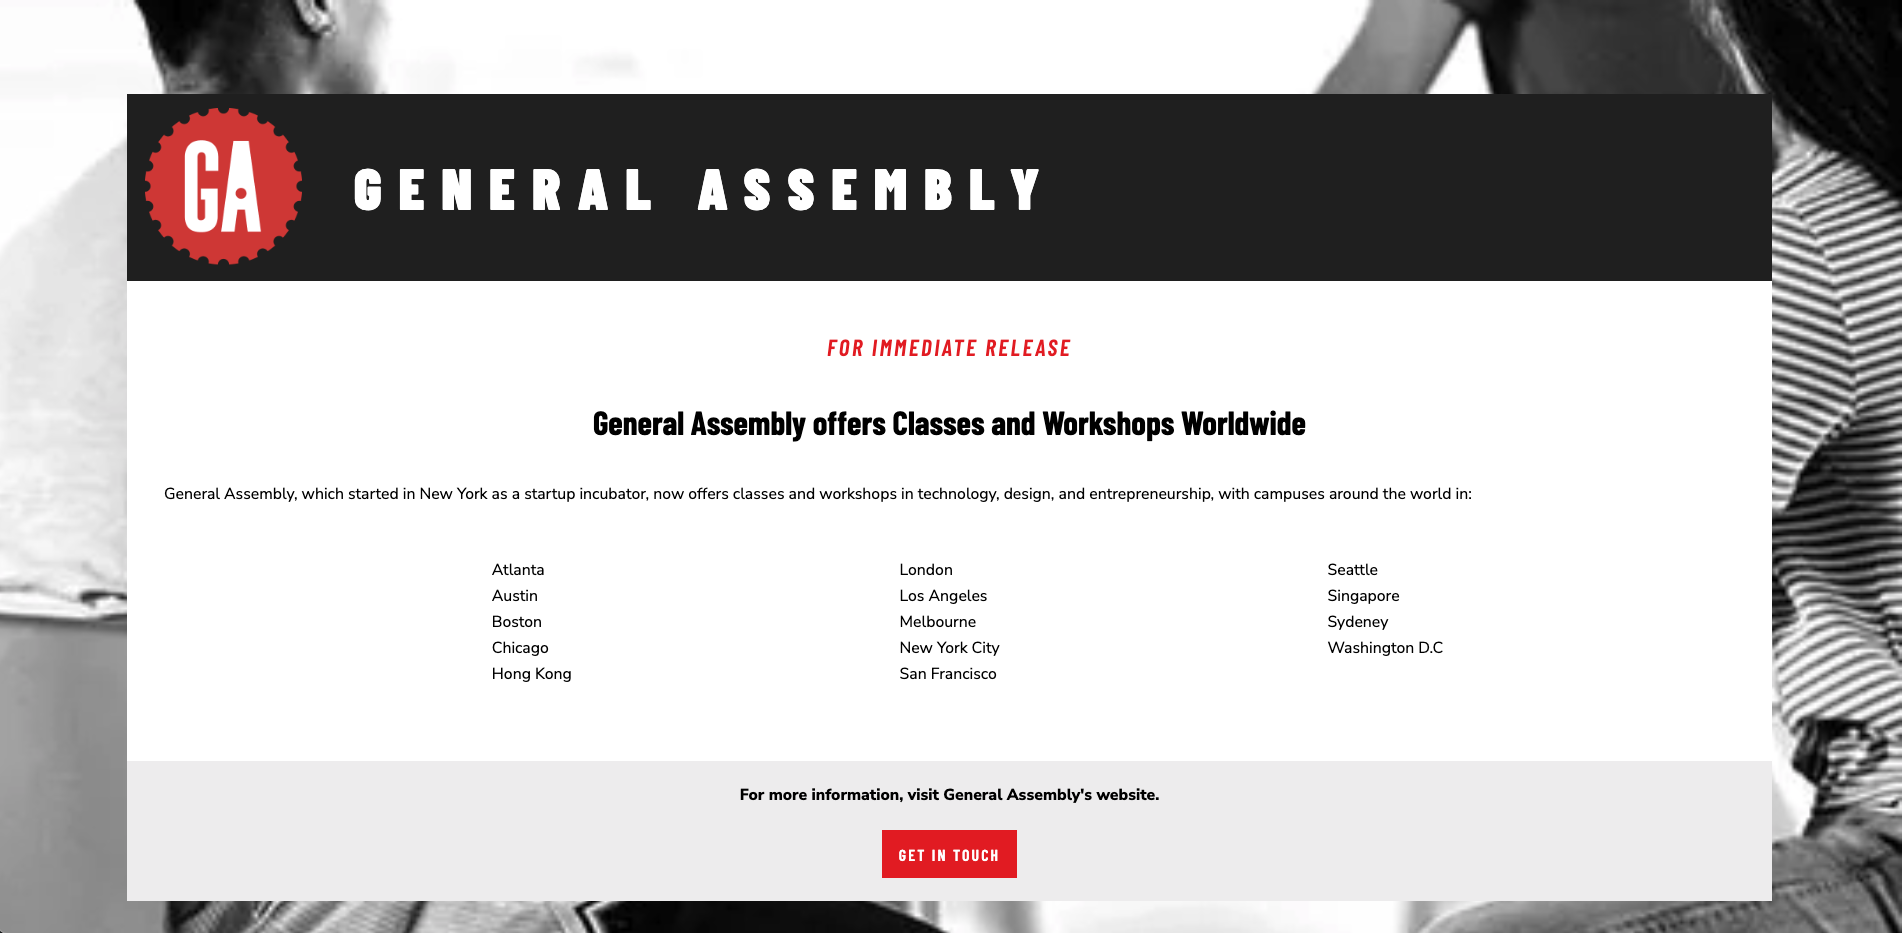 GA
GENERAL ASSEMBLY
FOR IMMEDIATE RELEASE
General Assembly offers Classes and Workshops Worldwide
General Assembly, which started in New York as a startup incubator, now offers classes and workshops in technology, design, and entrepreneurship, with campuses around the world in:
Atlanta
Austin
Boston
Chicago
Hong Kong
London
Los Angeles
Melbourne
New York City
San Francisco
Seattle
Singapore
Sydeney
Washington D.C
For more information, visit General Assembly's website.
GET IN TOUCH